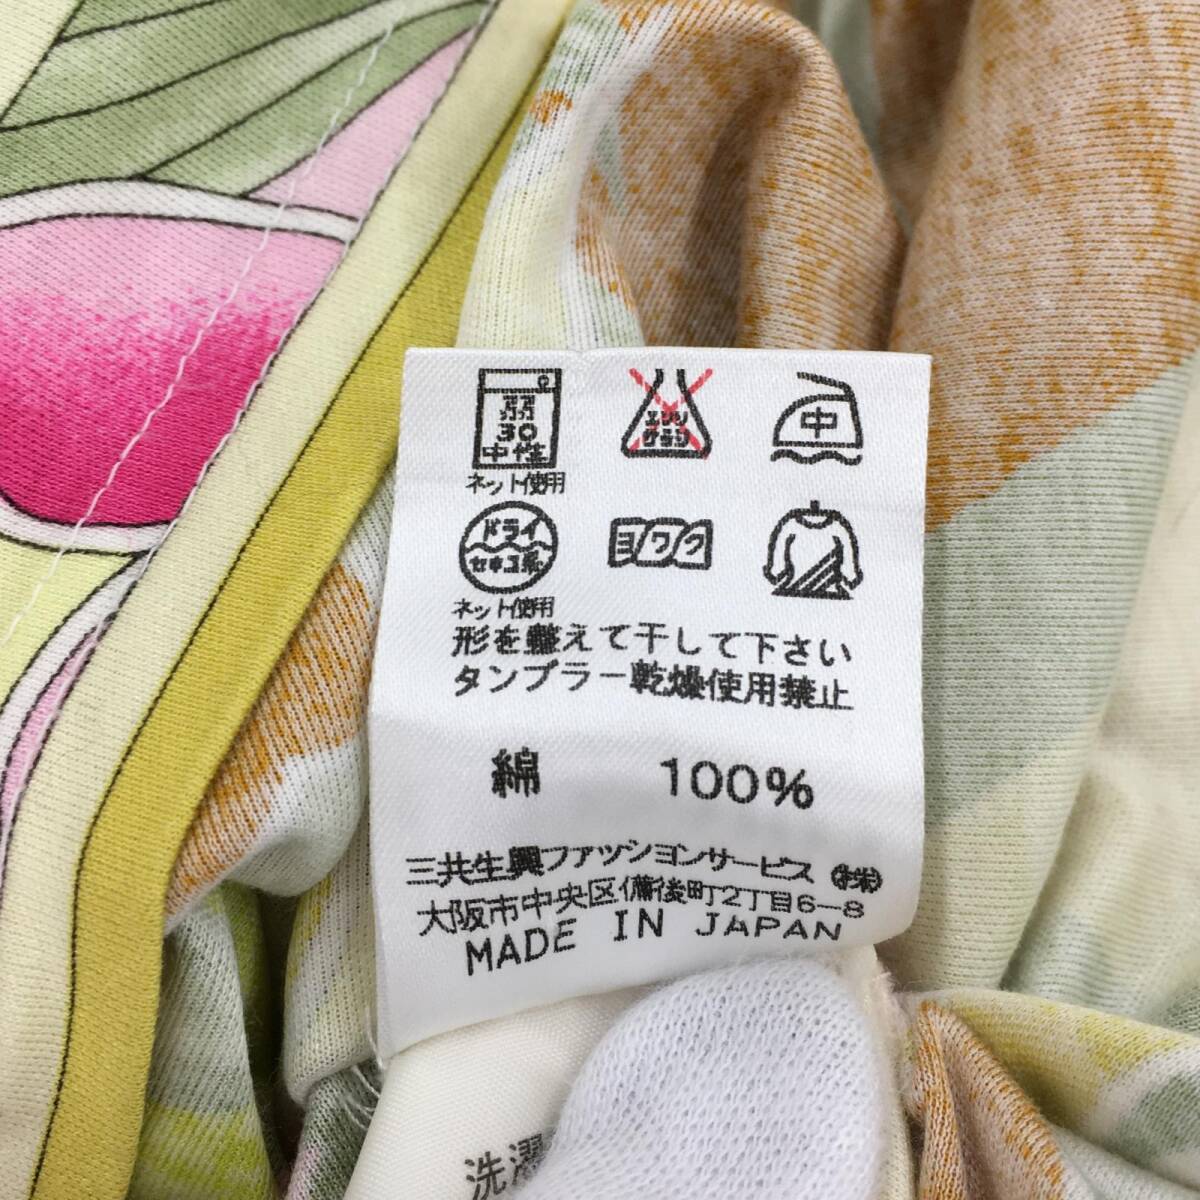 弱
30
中性
ネット使用
エンソ
サラシ
中
ドライ
セキユ系
ネット使用
ヨワク
形を整えて干して下さい
タンブラー乾燥使用禁止
綿 100%
三共生興ファッションサービス ㈱
大阪市中央区備後町2丁目6-8
MADE IN JAPAN
洗濯